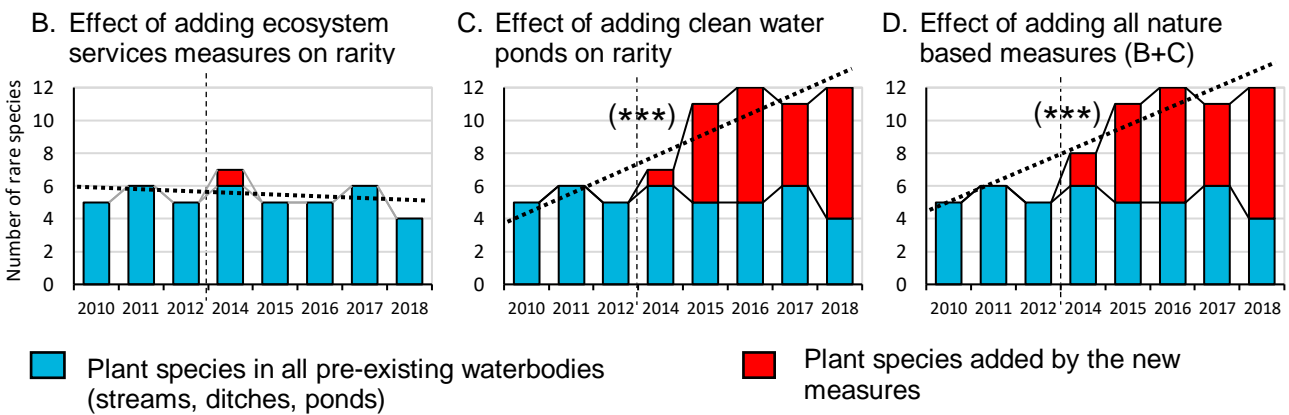 B. Effect of adding ecosystem
services measures on rarity
Number of rare species
12
10
8
6
4
2
0
2010 2011 2012 2014 2015 2016 2017 2018
C. Effect of adding clean water
ponds on rarity
(***)
12
10
8
6
4
2
0
2010 2011 2012 2014 2015 2016 2017 2018
D. Effect of adding all nature
based measures (B+C)
(***)
12
10
8
6
4
2
0
2010 2011 2012 2014 2015 2016 2017 2018
Plant species in all pre-existing waterbodies
(streams, ditches, ponds)
Plant species added by the new
measures